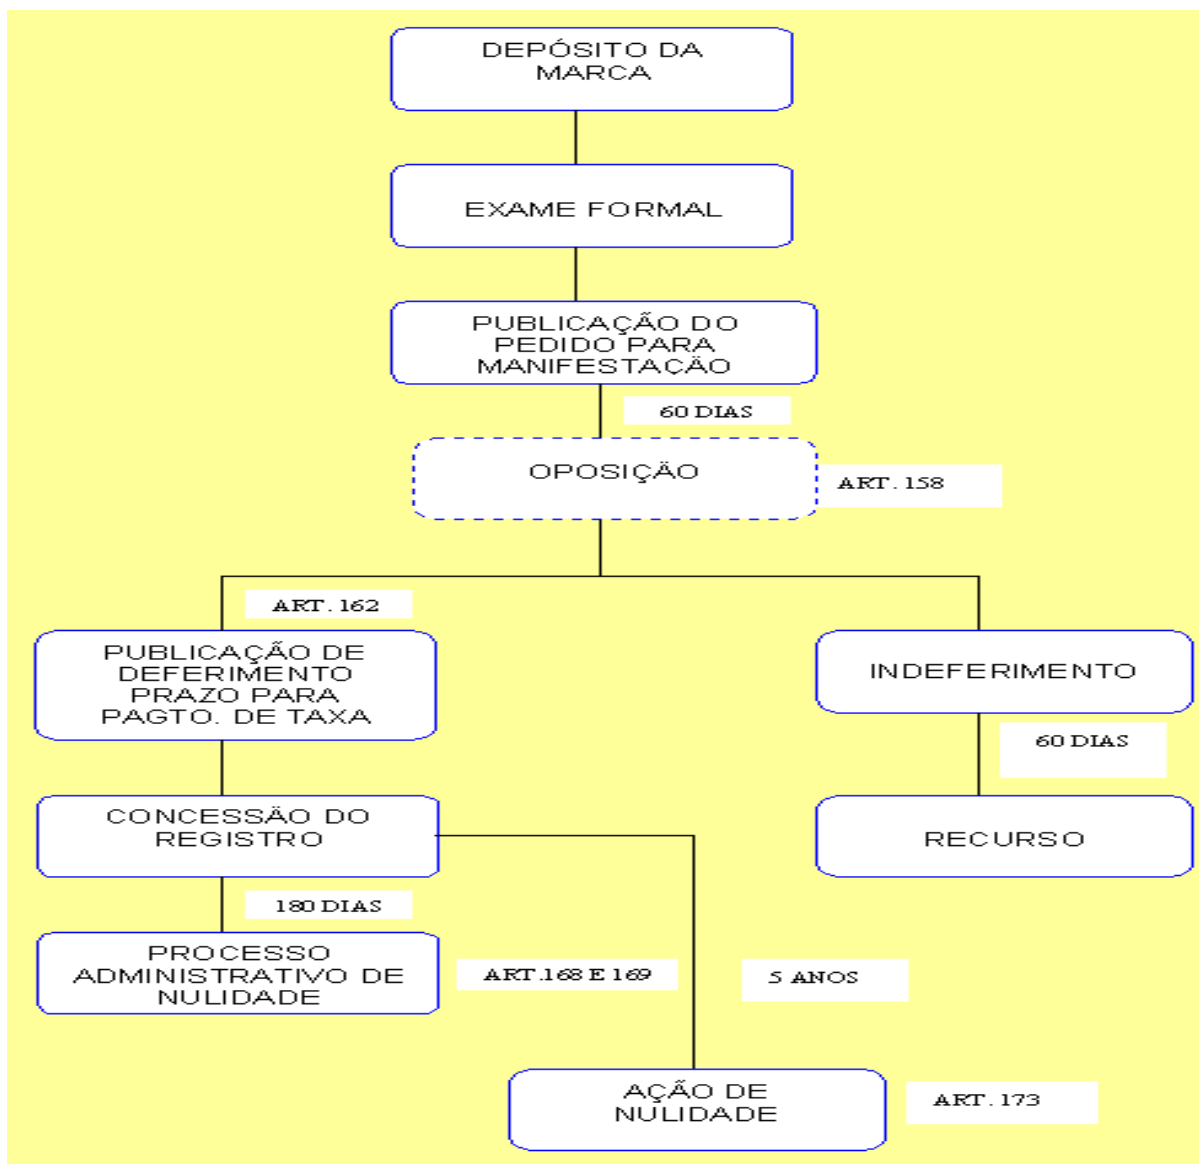 DEPÓSITO DA
MARCA
EXAME FORMAL
PUBLICAÇÃO DO
PEDIDO PARA
MANIFESTAÇÃO
60 DIAS
OPOSIÇÃO
ART. 158
ART. 162
PUBLICAÇÃO DE
DEFERIMENTO
PRAZO PARA
PAGTO. DE TAXA
INDEFERIMENTO
60 DIAS
CONCESSÃO DO
REGISTRO
RECURSO
180 DIAS
PROCESSO
ADMINISTRATIVO DE
NULIDADE
ART.168 E 169
5 ANOS
AÇÃO DE
NULIDADE
ART. 173